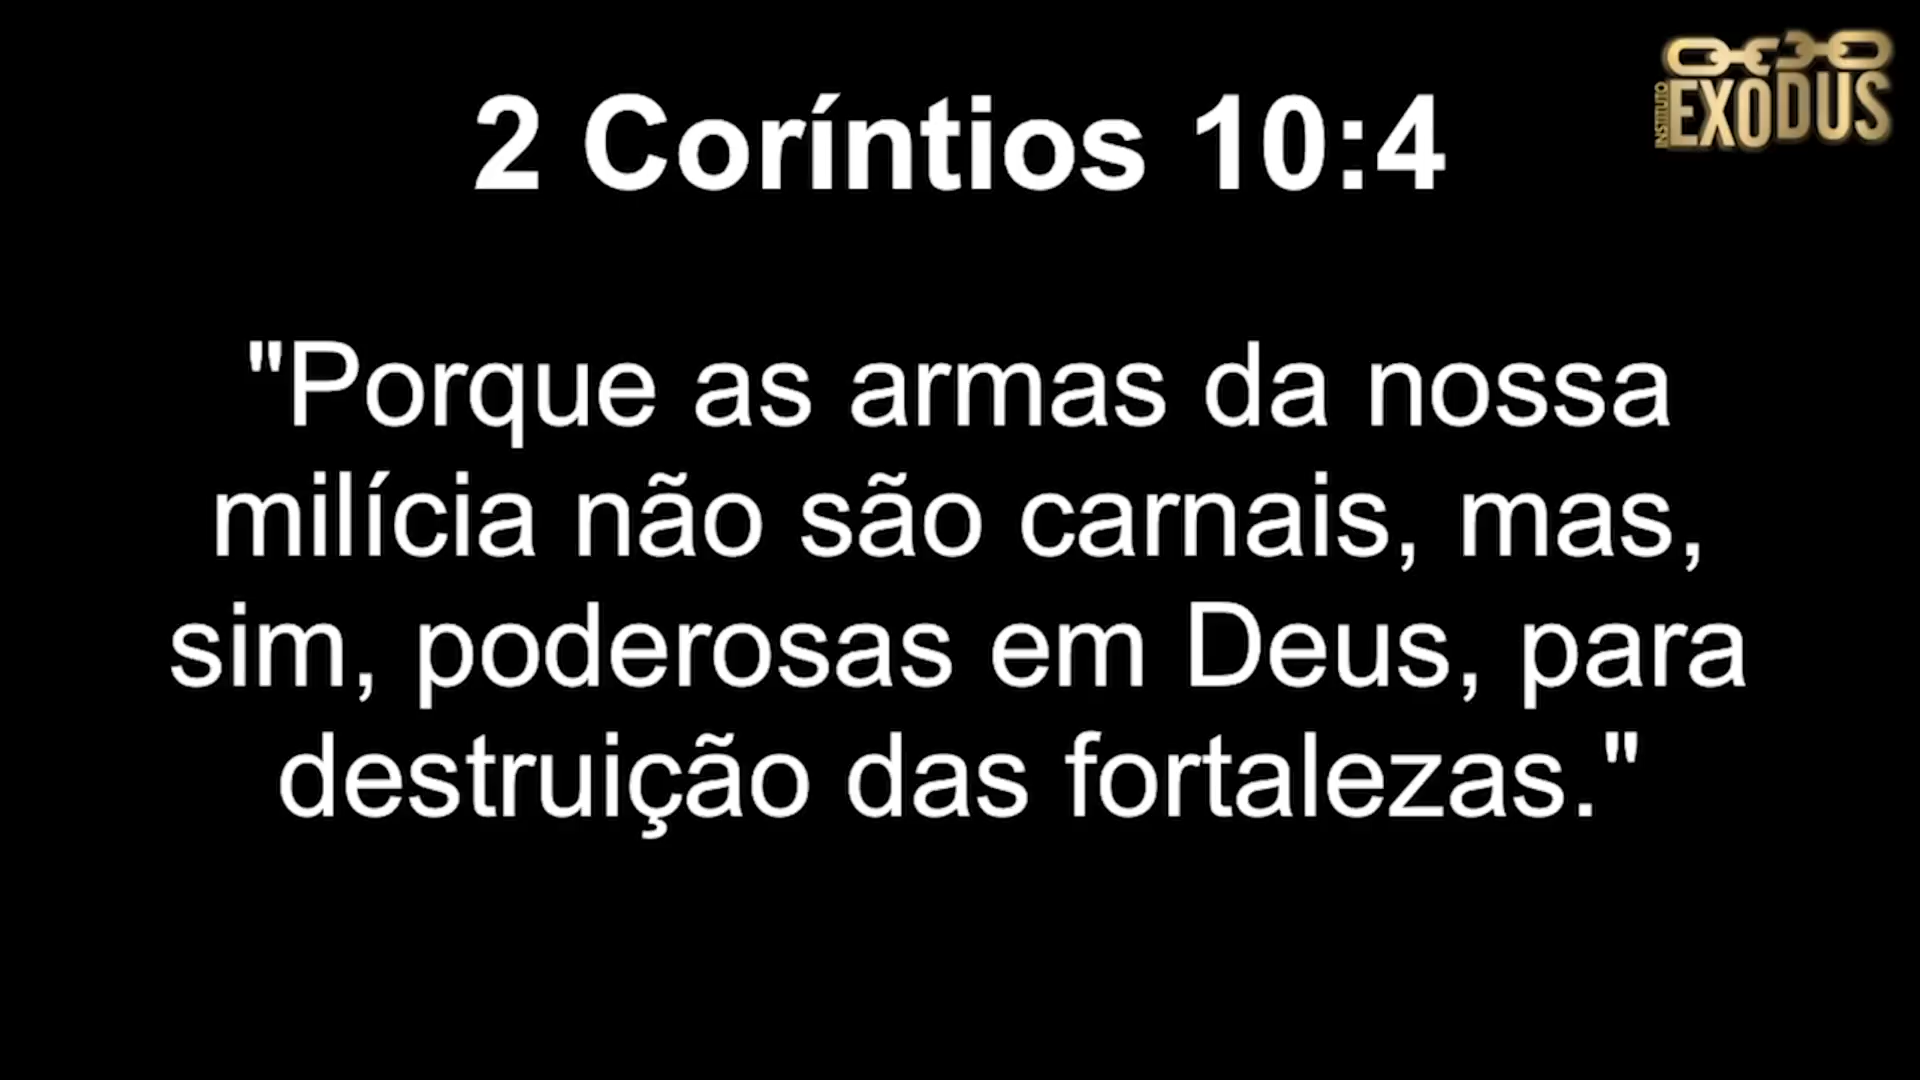 2 Coríntios 10:4
INSTITUTO
EXODUS
"Porque as armas da nossa
milícia não são carnais, mas,
sim, poderosas em Deus, para
destruição das fortalezas."